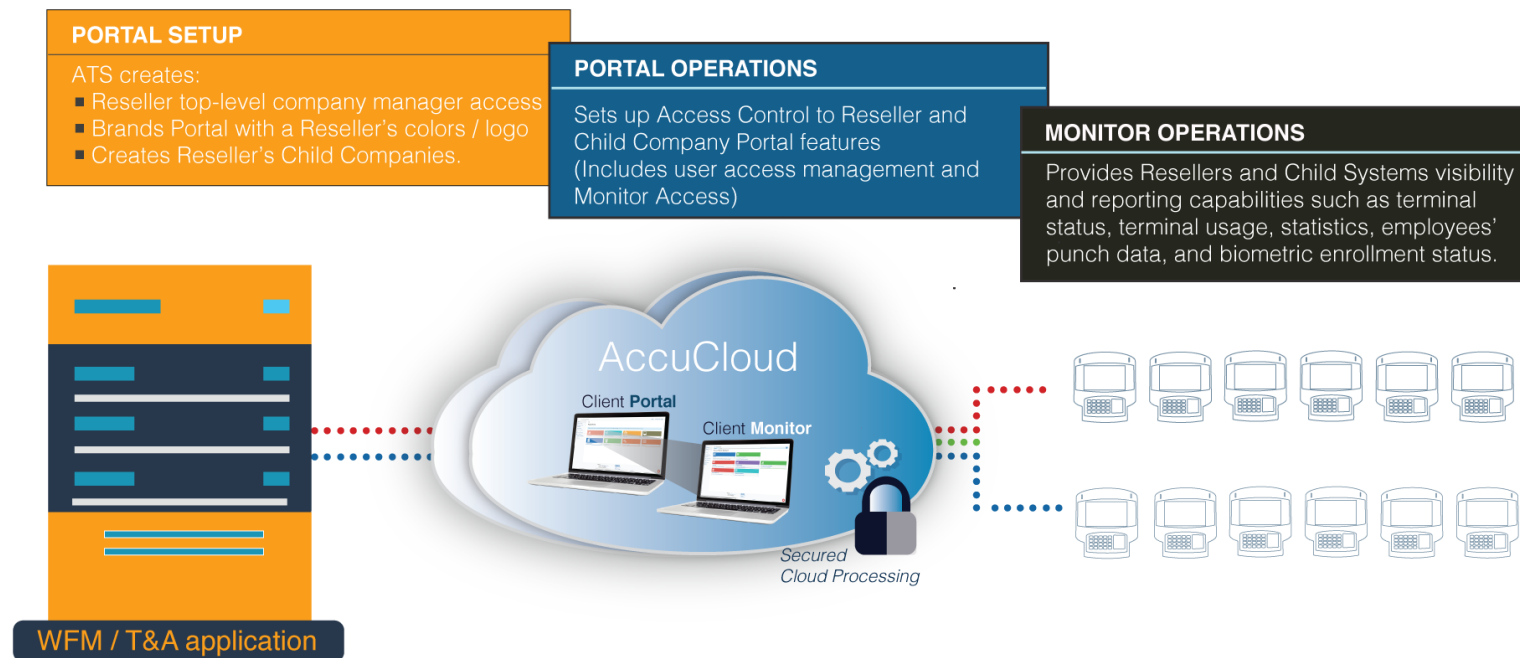 PORTAL SETUP
ATS creates:
▪ Reseller top-level company manager access
▪ Brands Portal with a Reseller's colors / logo
▪ Creates Reseller's Child Companies.
PORTAL OPERATIONS
Sets up Access Control to Reseller and
Child Company Portal features
(Includes user access management and
Monitor Access)
MONITOR OPERATIONS
Provides Resellers and Child Systems visibility
and reporting capabilities such as terminal
status, terminal usage, statistics, employees'
punch data, and biometric enrollment status.
AccuCloud
Client Portal
Client Monitor
Secured
Cloud Processing
WFM / T&A application